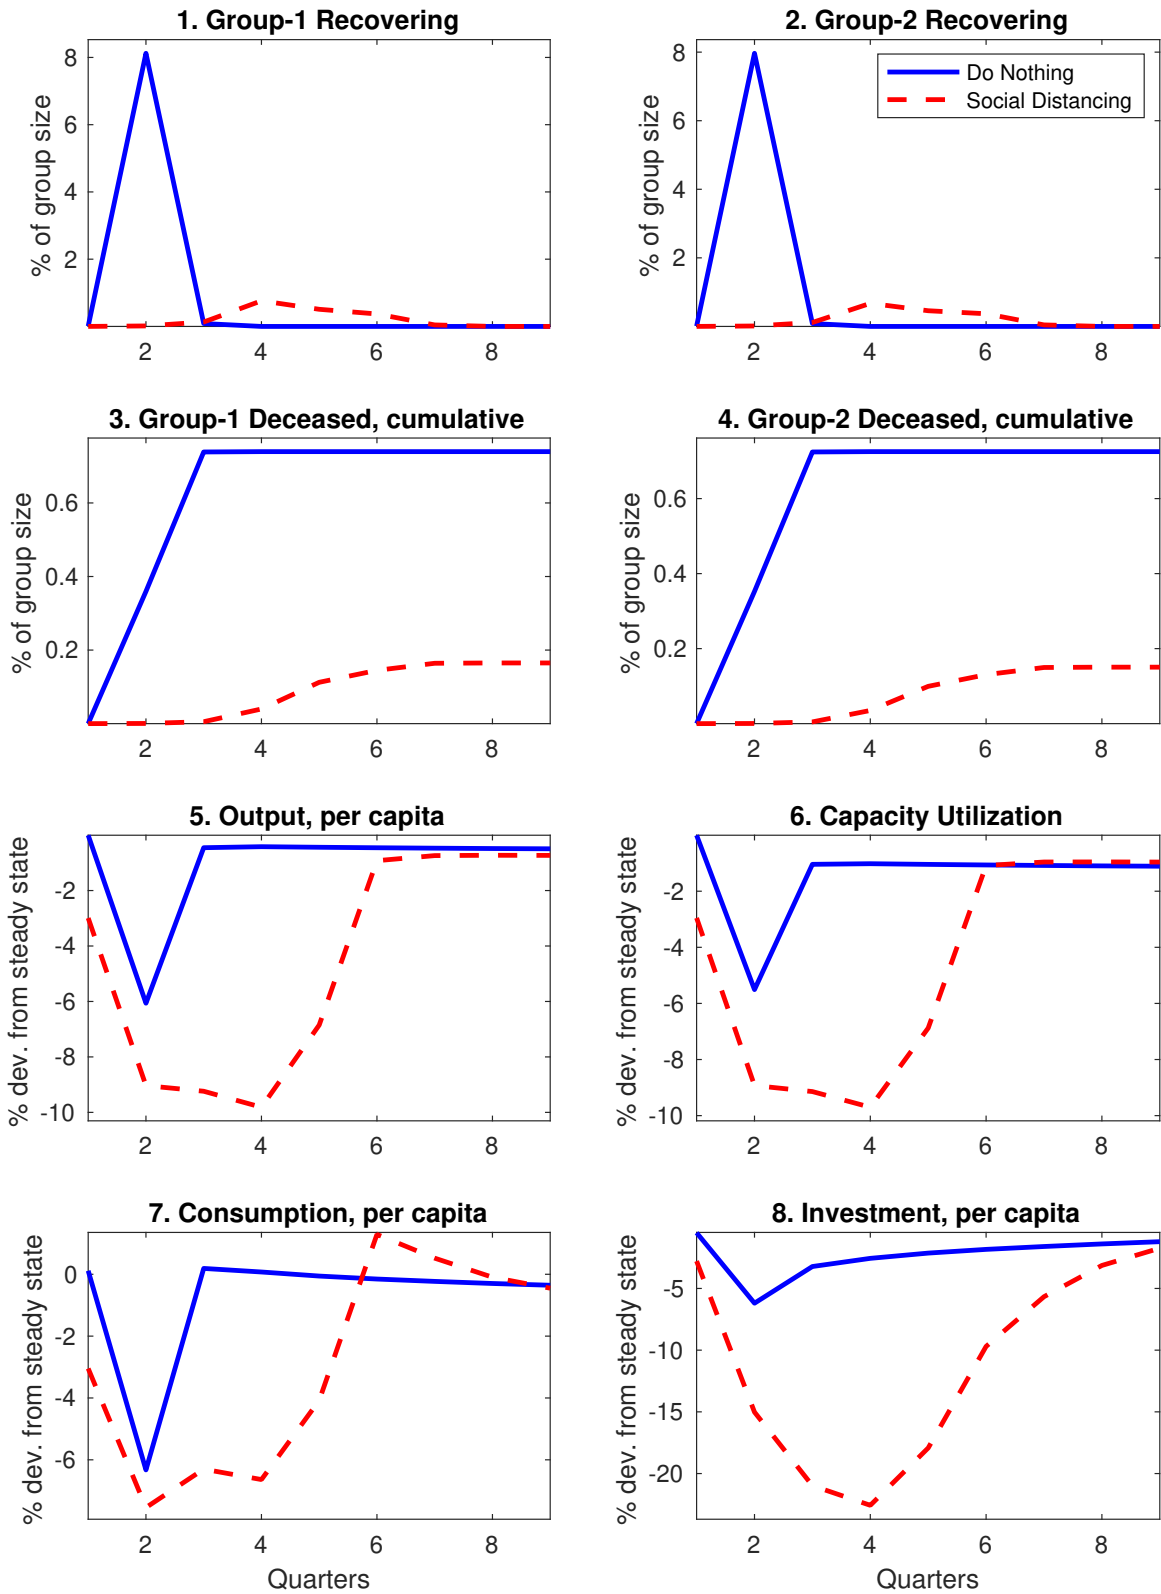 1. Group-1 Recovering
% of group size
8
6
4
2
2 4 6 8
2. Group-2 Recovering
Do Nothing
Social Distancing
% of group size
8
6
4
2
2 4 6 8
3. Group-1 Deceased, cumulative
% of group size
0.6
0.4
0.2
2 4 6 8
4. Group-2 Deceased, cumulative
% of group size
0.6
0.4
0.2
2 4 6 8
5. Output, per capita
% dev. from steady state
-2
-4
-6
-8
-10
2 4 6 8
6. Capacity Utilization
% dev. from steady state
-2
-4
-6
-8
-10
2 4 6 8
7. Consumption, per capita
% dev. from steady state
0
-2
-4
-6
2 4 6 8
Quarters
8. Investment, per capita
% dev. from steady state
-5
-10
-15
-20
2 4 6 8
Quarters